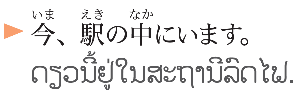 いま えき なか
今、駅の中にいます。
ດຽວນີ້ຢູ່ໃນສະຖານີລົດໄຟ.